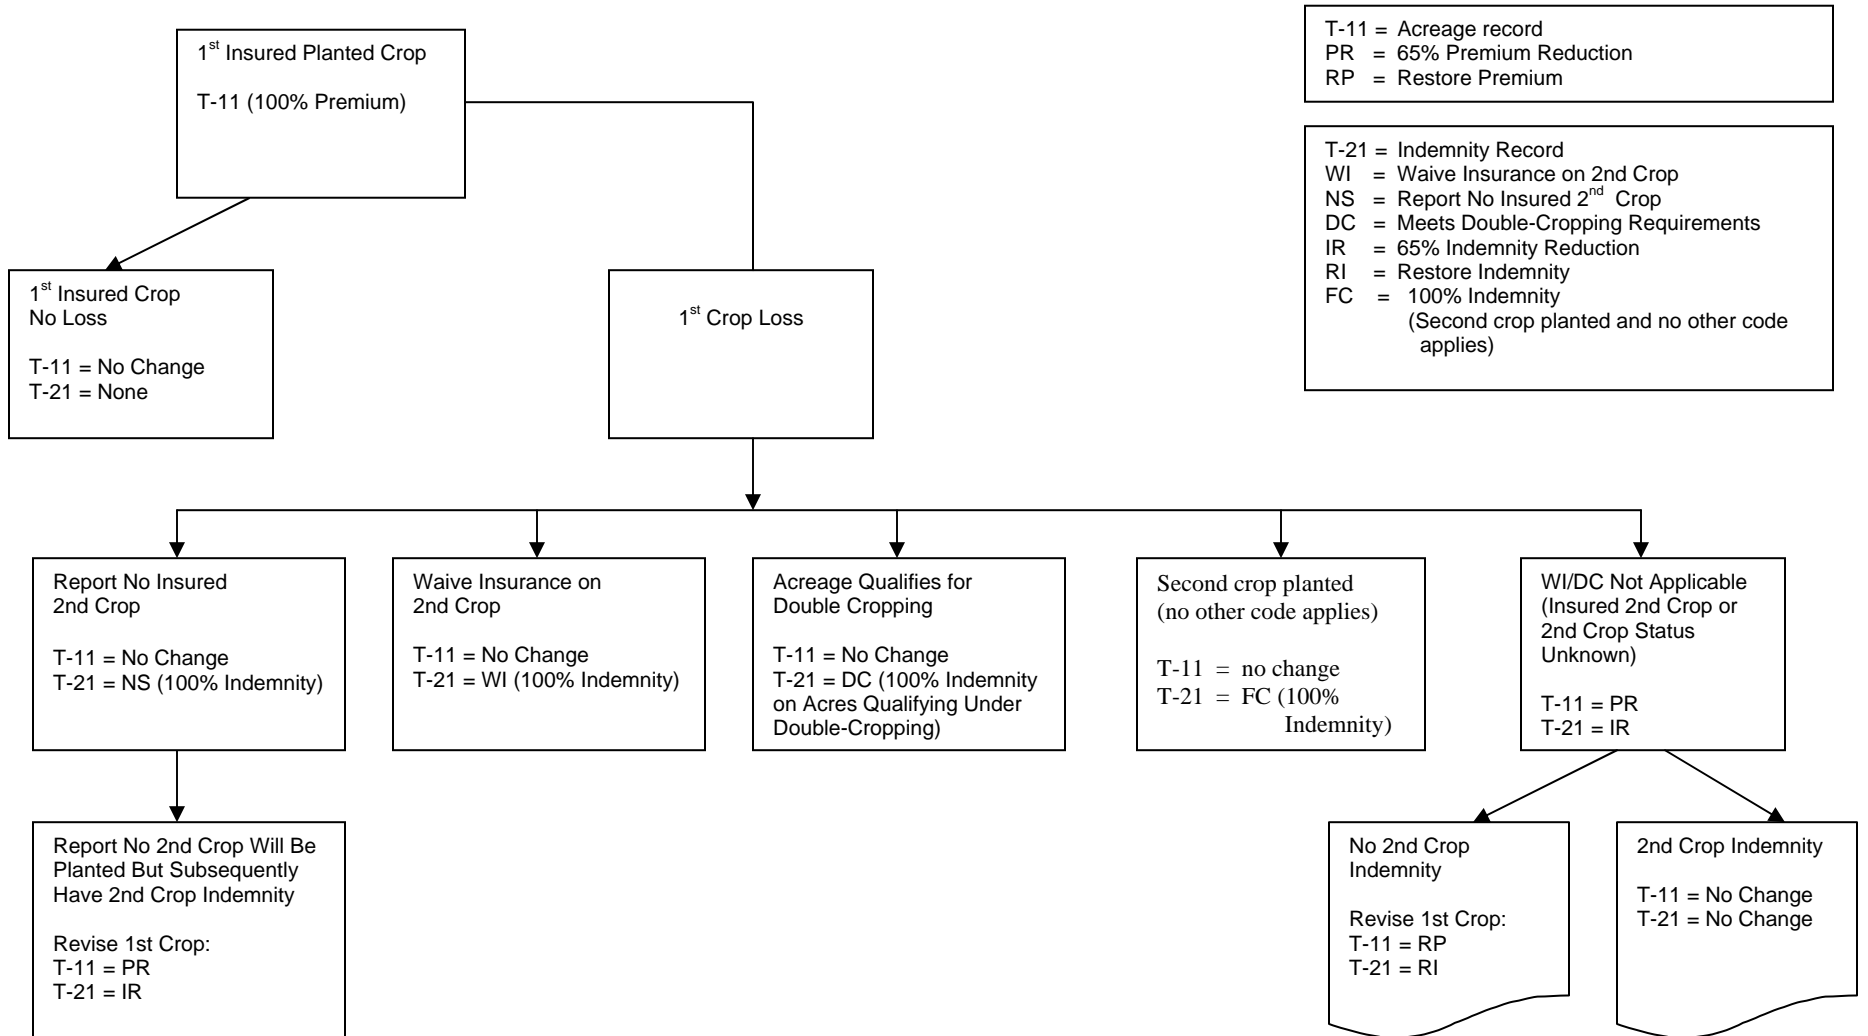 1st Insured Planted Crop
T-11 (100% Premium)
T-11 = Acreage record
PR = 65% Premium Reduction
RP = Restore Premium
T-21 = Indemnity Record
WI = Waive Insurance on 2nd Crop
NS = Report No Insured 2nd Crop
DC = Meets Double-Cropping Requirements
IR = 65% Indemnity Reduction
RI = Restore Indemnity
FC = 100% Indemnity
(Second crop planted and no other code
applies)
1st Insured Crop
No Loss
T-11 = No Change
T-21 = None
1st Crop Loss
Report No Insured
2nd Crop
T-11 = No Change
T-21 = NS (100% Indemnity)
Waive Insurance on
2nd Crop
T-11 = No Change
T-21 = WI (100% Indemnity)
Acreage Qualifies for
Double Cropping
T-11 = No Change
T-21 = DC (100% Indemnity
on Acres Qualifying Under
Double-Cropping)
Second crop planted
(no other code applies)
T-11 = no change
T-21 = FC (100%
Indemnity)
WI/DC Not Applicable
(Insured 2nd Crop or
2nd Crop Status
Unknown)
T-11 = PR
T-21 = IR
Report No 2nd Crop Will Be
Planted But Subsequently
Have 2nd Crop Indemnity
Revise 1st Crop:
T-11 = PR
T-21 = IR
No 2nd Crop
Indemnity
Revise 1st Crop:
T-11 = RP
T-21 = RI
2nd Crop Indemnity
T-11 = No Change
T-21 = No Change